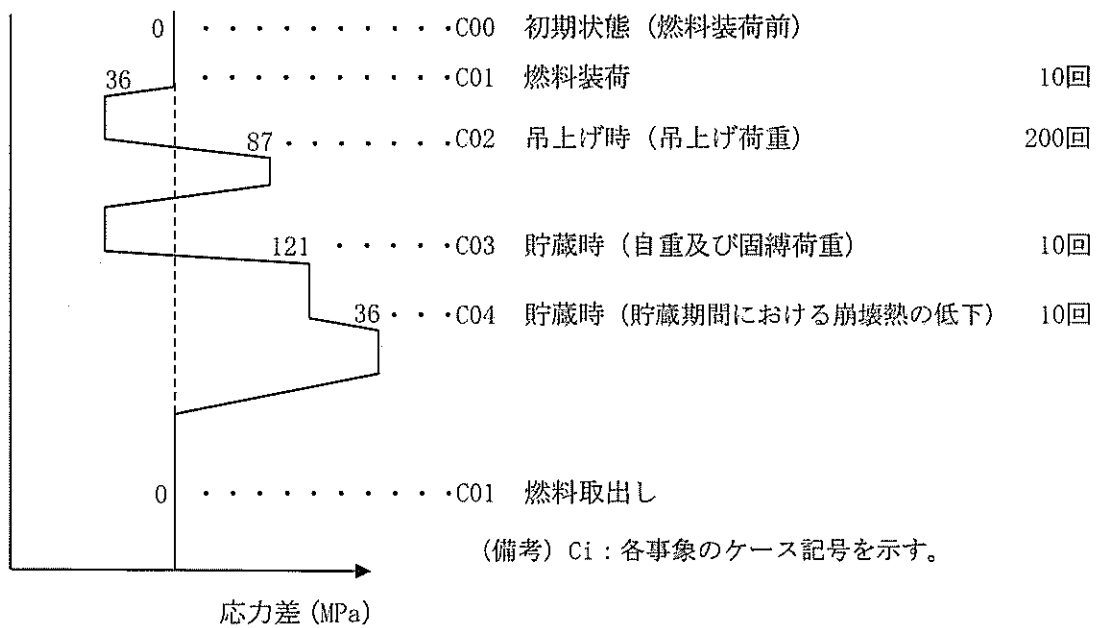 0 ・・・・・・・・・・C00 初期状態（燃料装荷前）
36 ・・・・・・・・・・C01 燃料装荷 10回
87・・・・・・・C02 吊上げ時（吊上げ荷重） 200回
121 ・・・・・C03 貯蔵時（自重及び固縛荷重） 10回
36・・・C04 貯蔵時（貯蔵期間における崩壊熱の低下） 10回
0 ・・・・・・・・・・C01 燃料取出し
（備考）Ci：各事象のケース記号を示す。
応力差(MPa)